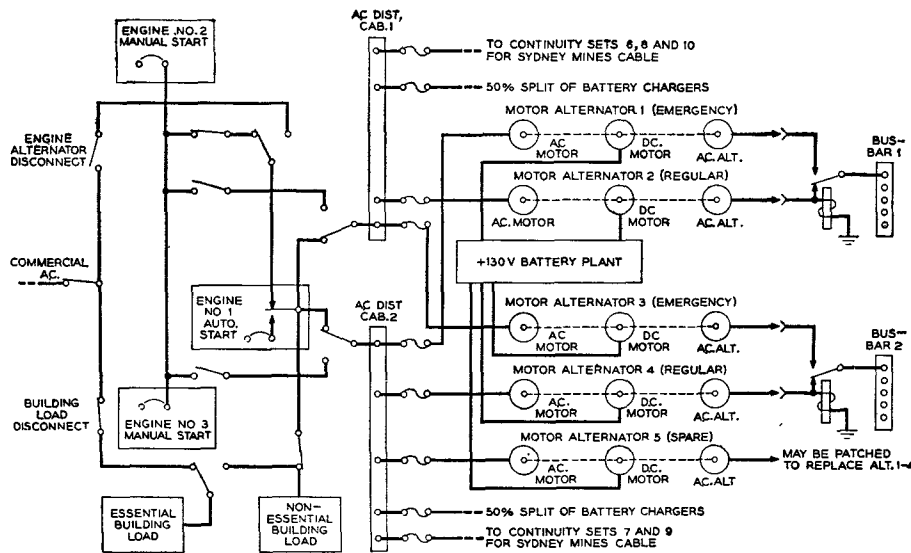 AC DIST,
CAB.1
ENGINE NO. 2
MANUAL START
TO CONTINUITY SETS 6, 8 AND 10
FOR SYDNEY MINES CABLE
50% SPLIT OF BATTERY CHARGERS
MOTOR ALTERNATOR 1 (EMERGENCY)
ENGINE
ALTERNATOR
DISCONNECT
AC
MOTOR
DC.
MOTOR
AC. ALT.
BUS-
BAR 1
MOTOR ALTERNATOR 2 (REGULAR)
AC. MOTOR
DC
MOTOR
AC. ALT.
+130 V BATTERY PLANT
COMMERCIAL
AC.
ENGINE
NO 1
AUTO.
START
AC DIST
CAB.2
MOTOR ALTERNATOR 3 (EMERGENCY)
AC
MOTOR
DC.
MOTOR
AC. ALT.
BUS-
BAR 2
MOTOR ALTERNATOR 4 (REGULAR)
AC.
MOTOR
D.C.
MOTOR
AC. ALT.
BUILDING
LOAD
DISCONNECT
ENGINE NO 3
MANUAL START
MOTOR ALTERNATOR 5 (SPARE)
AC.
MOTOR
D.C.
MOTOR
AC. ALT
MAY BE PATCHED
TO REPLACE ALT. 1-4
ESSENTIAL
BUILDING
LOAD
NON-
ESSENTIAL
BUILDING
LOAD
50% SPLIT OF BATTERY CHARGERS
TO CONTINUITY SETS 7 AND 9
FOR SYDNEY MINES CABLE